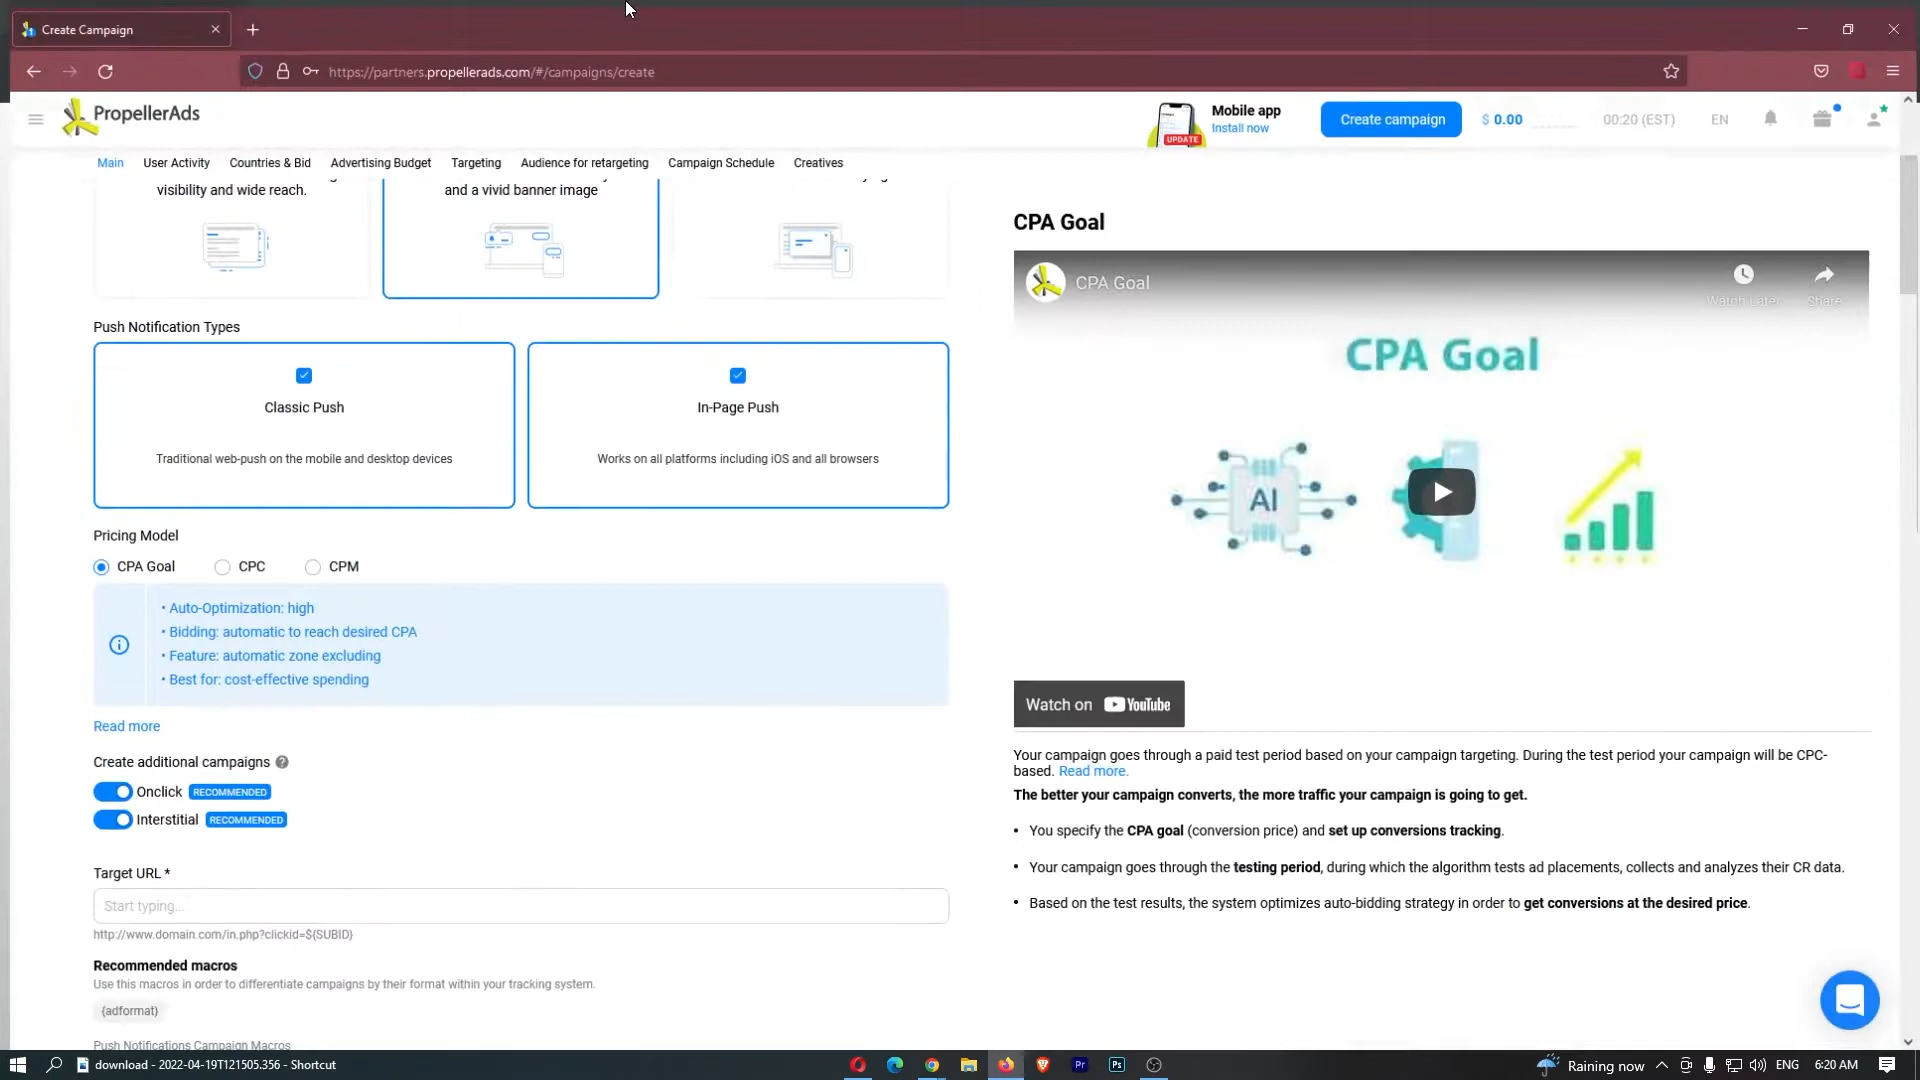 Create Campaign
https://partners.propellerads.com/#/campaigns/create
PropellerAds
UPDATE
Mobile app
Install now
Create campaign
$ 0.00
00:20 (EST)
EN
Main
User Activity
Countries & Bid
Advertising Budget
Targeting
Audience for retargeting
Campaign Schedule
Creatives
visibility and wide reach.
and a vivid banner image
Push Notification Types
Classic Push
Traditional web-push on the mobile and desktop devices
In-Page Push
Works on all platforms including iOS and all browsers
Pricing Model
CPA Goal
CPC
CPM
• Auto-Optimization: high
• Bidding: automatic to reach desired CPA
• Feature: automatic zone excluding
• Best for: cost-effective spending
Read more
Create additional campaigns ?
Onclick RECOMMENDED
Interstitial RECOMMENDED
Target URL *
Start typing...
http://www.domain.com/in.php?clickid=${SUBID}
Recommended macros
Use this macros in order to differentiate campaigns by their format within your tracking system.
{adformat}
Push Notifications Campaign Macros
CPA Goal
CPA Goal
Watch Later
Share
CPA Goal
AI
Watch on YouTube
Your campaign goes through a paid test period based on your campaign targeting. During the test period your campaign will be CPC-
based. Read more.
The better your campaign converts, the more traffic your campaign is going to get.
• You specify the CPA goal (conversion price) and set up conversions tracking.
• Your campaign goes through the testing period, during which the algorithm tests ad placements, collects and analyzes their CR data.
• Based on the test results, the system optimizes auto-bidding strategy in order to get conversions at the desired price.
download - 2022-04-19T121505.356 - Shortcut
Pr
Ps
Raining now
ENG
6:20 AM